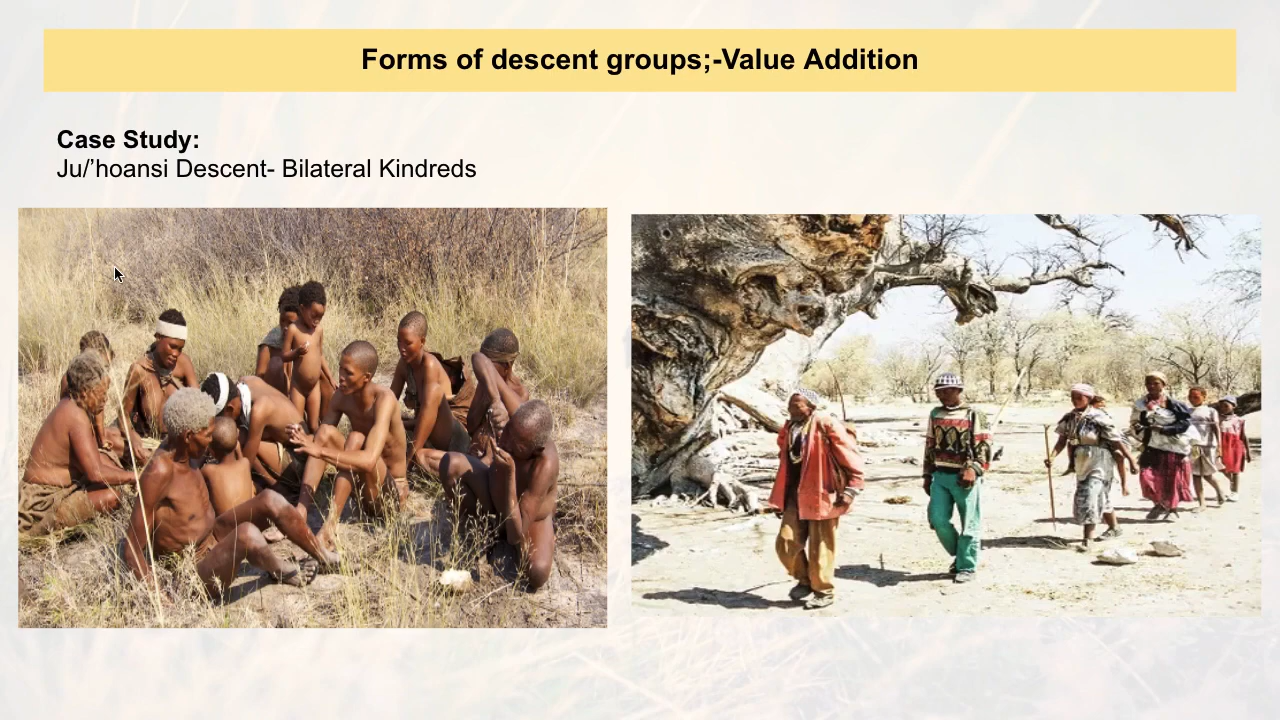 Forms of descent groups;-Value Addition
Case Study:
Ju/’hoansi Descent- Bilateral Kindreds